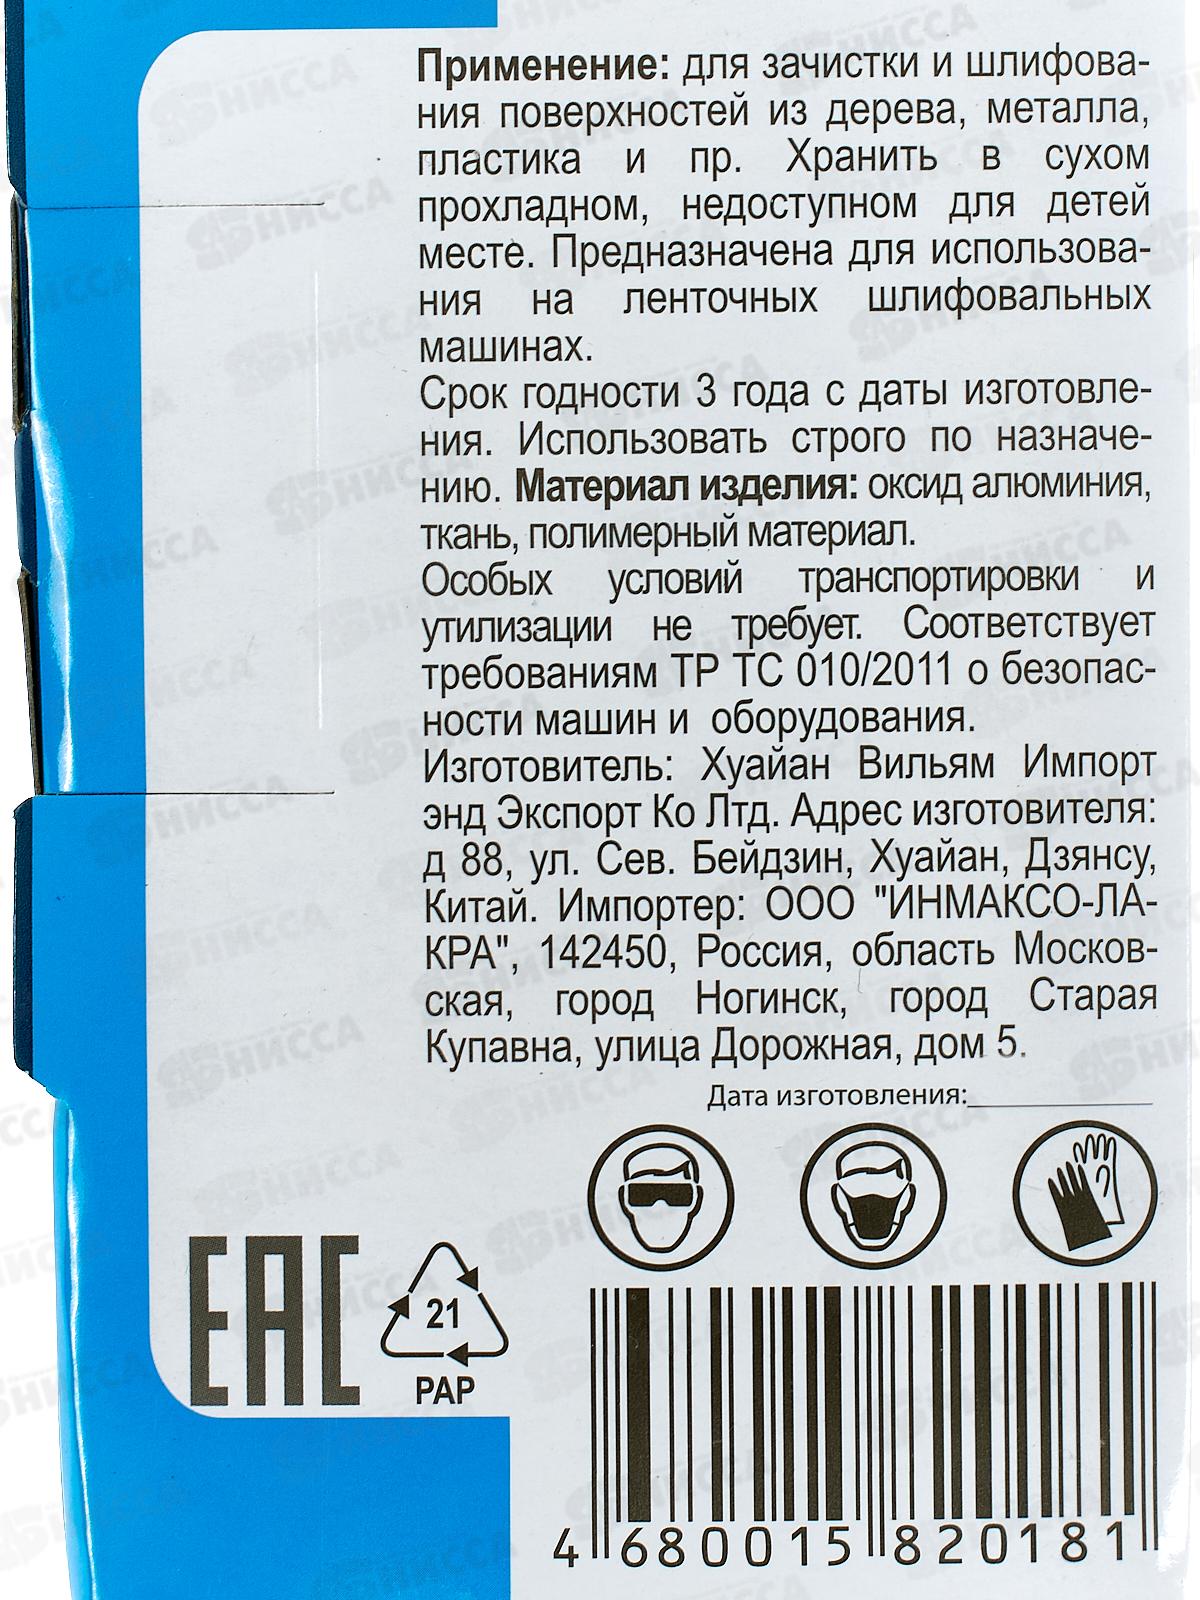 Применение: для зачистки и шлифова-
ния поверхностей из дерева, металла,
пластика и пр. Хранить в сухом
прохладном, недоступном для детей
месте. Предназначена для использова-
ния на ленточных шлифовальных
машинах.
Срок годности 3 года с даты изготовле-
ния. Использовать строго по назначе-
нию. Материал изделия: оксид алюминия,
ткань, полимерный материал.
Особых условий транспортировки и
утилизации не требует. Соответствует
требованиям ТР ТС 010/2011 о безопас-
ности машин и оборудования.
Изготовитель: Хуайан Вильям Импорт
энд Экспорт Ко Лтд. Адрес изготовителя:
д 88, ул. Сев. Бейдзин, Хуайан, Дзянсу,
Китай. Импортер: ООО "ИНМАКСО-ЛА-
КРА", 142450, Россия, область Москов-
ская, город Ногинск, город Старая
Купавна, улица Дорожная, дом 5.
Дата изготовления:
ЕАС
21
PAP
4 680015 820181
НИССА